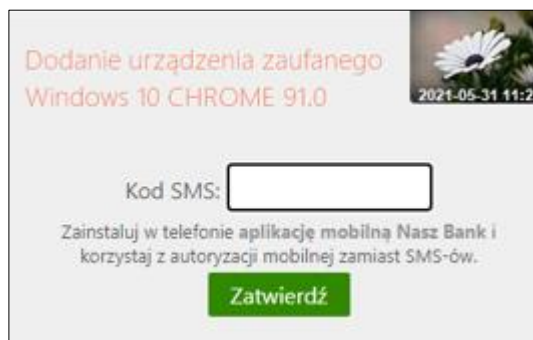 Dodanie urządzenia zaufanego
Windows 10 CHROME 91.0
2021-05-31 11:2
Kod SMS:
Zainstaluj w telefonie aplikację mobilną Nasz Bank i
korzystaj z autoryzacji mobilnej zamiast SMS-ów.
Zatwierdź